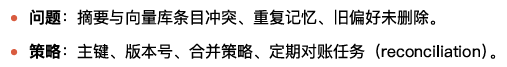 • 问题：摘要与向量库条目冲突、重复记忆、旧偏好未删除。
• 策略：主键、版本号、合并策略、定期对账任务（reconciliation）。